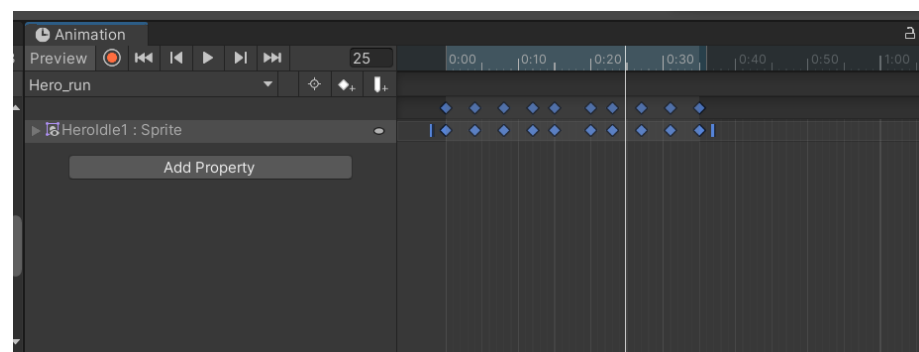 Animation
Preview 25 0:00 0:10 0:20 0:30 0:40 0:50 1:00
Hero_run
HeroIdle1 : Sprite
Add Property